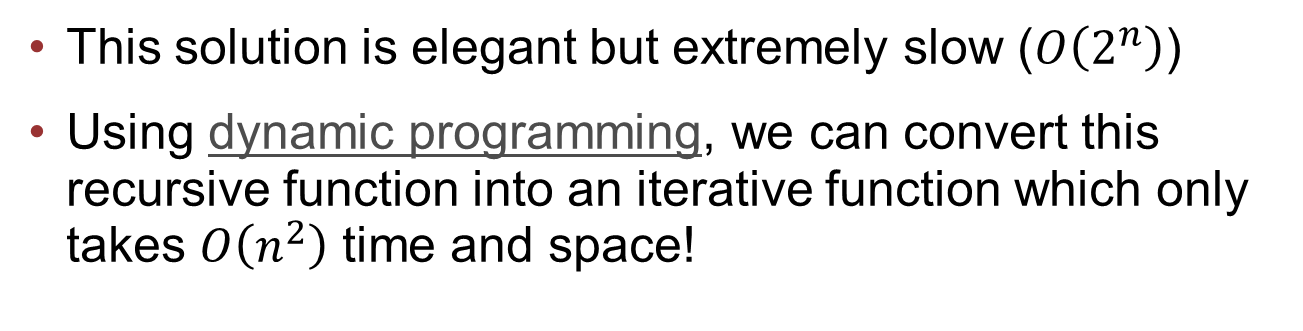 • This solution is elegant but extremely slow (𝑂(2ⁿ))
• Using dynamic programming, we can convert this
recursive function into an iterative function which only
takes 𝑂(𝑛²) time and space!